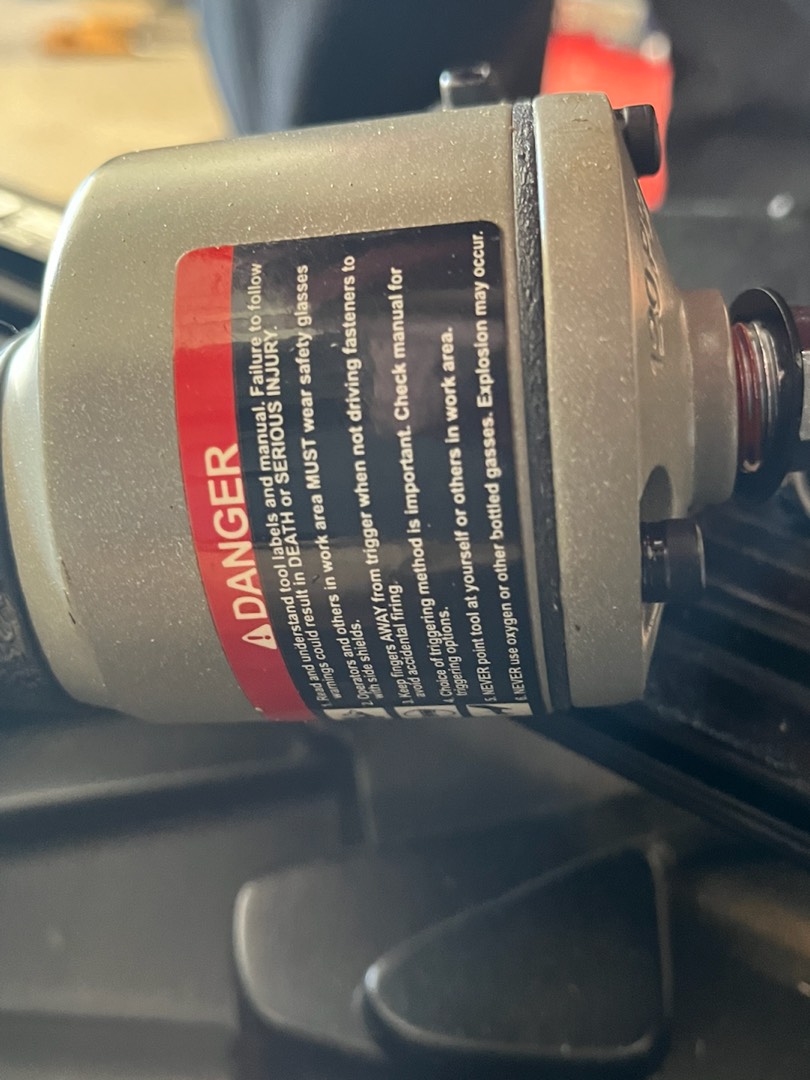 DANGER
1. Read and understand tool labels and manual. Failure to follow
warnings could result in DEATH or SERIOUS INJURY.
2. Operators and others in work area MUST wear safety glasses
with side shields.
3. Keep fingers AWAY from trigger when not driving fasteners to
avoid accidental firing.
4. Choice of triggering method is important. Check manual for
triggering options.
5. NEVER point tool at yourself or others in work area.
6. NEVER use oxygen or other bottled gasses. Explosion may occur.